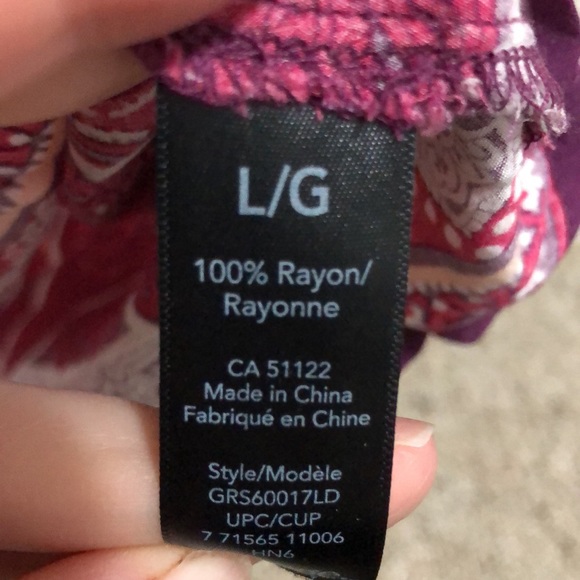 L/G
100% Rayon/
Rayonne
CA 51122
Made in China
Fabriqué en Chine
Style/Modèle
GRS60017LD
UPC/CUP
7 71565 11006
HN6